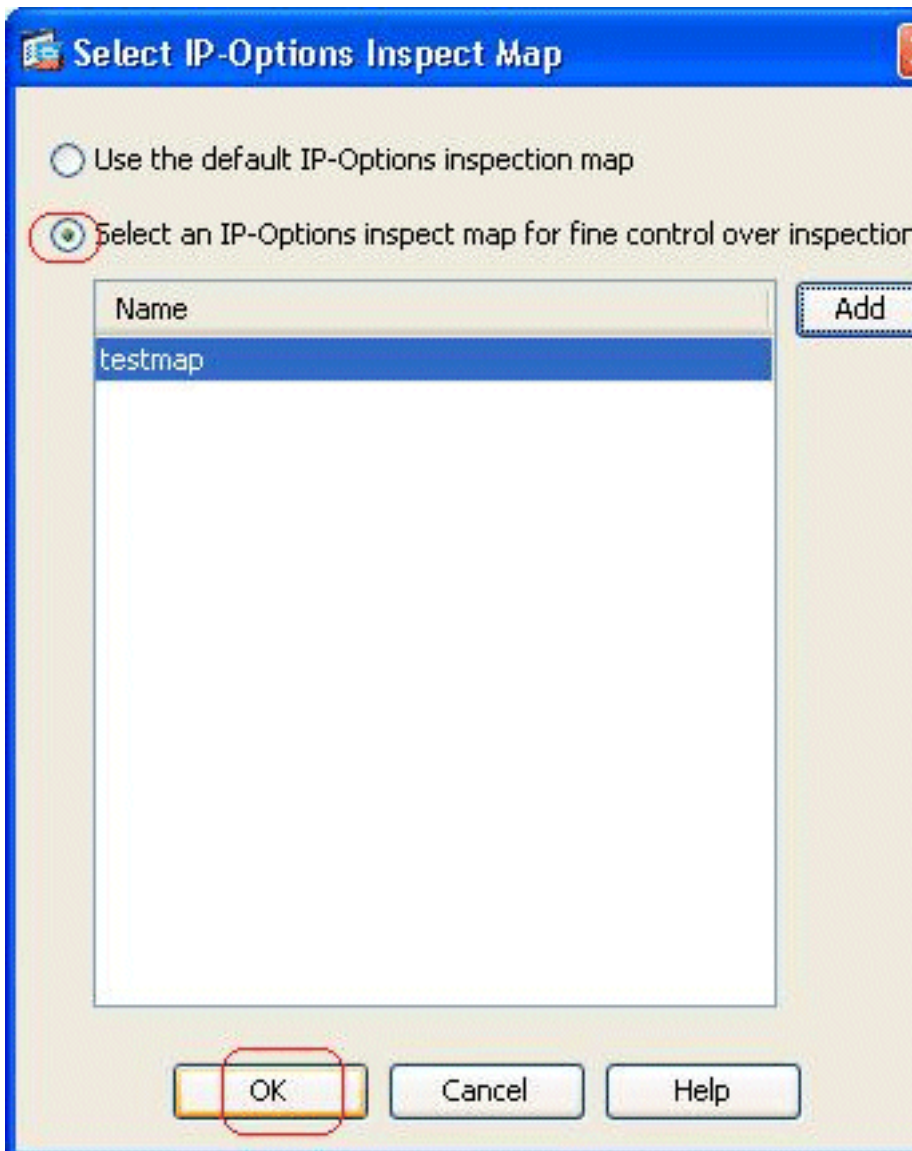 Select IP-Options Inspect Map
Use the default IP-Options inspection map
Select an IP-Options inspect map for fine control over inspection
Name
Add
testmap
OK
Cancel
Help